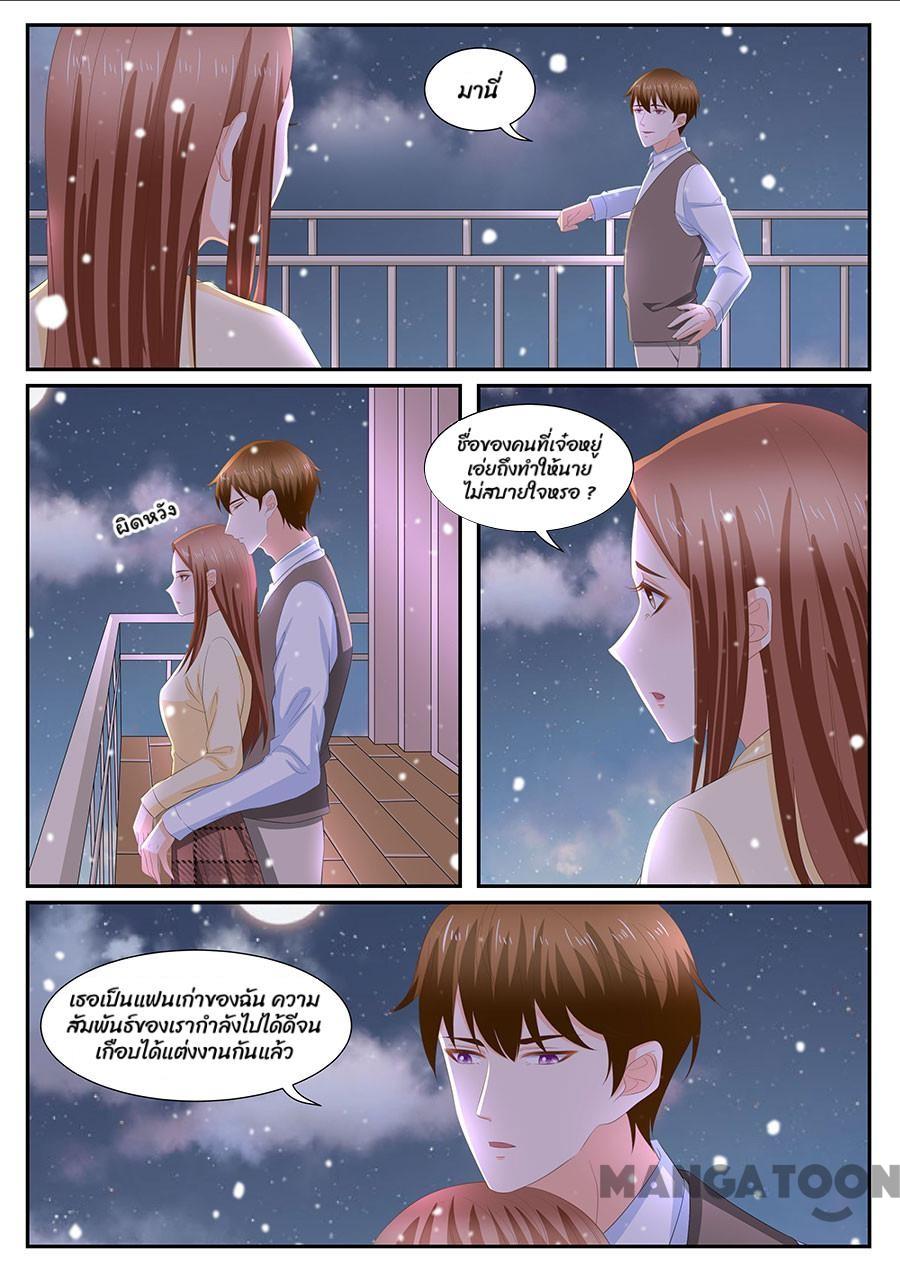 มานี่
ผิดหวัง
ชื่อของคนที่เจ๋อหยู่
เอ่ยถึงทำให้นาย
ไม่สบายใจหรอ ?
เธอเป็นแฟนเก่าของฉัน ความ
สัมพันธ์ของเรากำลังไปได้ดีจน
เกือบได้แต่งงานกันแล้ว
MANGATOON